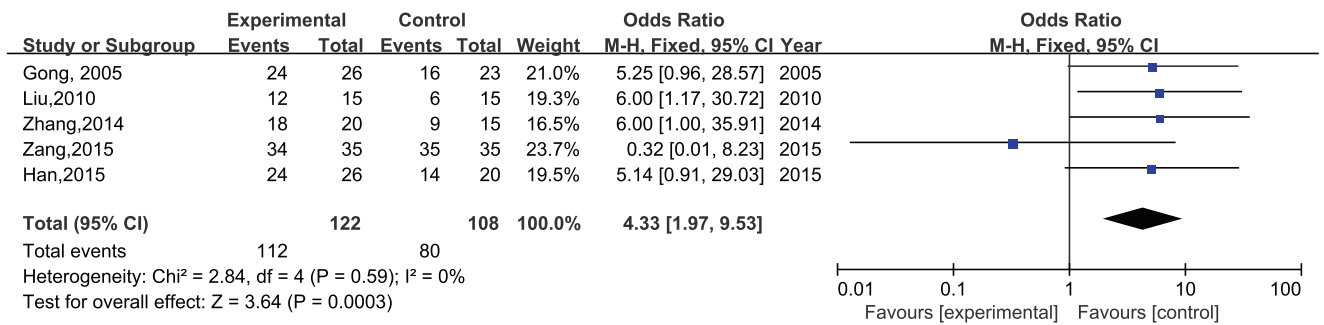 Experimental Control Odds Ratio Odds Ratio
Study or Subgroup Events Total Events Total Weight M-H, Fixed, 95% CI Year M-H, Fixed, 95% CI
Gong, 2005 24 26 16 23 21.0% 5.25 [0.96, 28.57] 2005
Liu,2010 12 15 6 15 19.3% 6.00 [1.17, 30.72] 2010
Zhang,2014 18 20 9 15 16.5% 6.00 [1.00, 35.91] 2014
Zang,2015 34 35 35 35 23.7% 0.32 [0.01, 8.23] 2015
Han,2015 24 26 14 20 19.5% 5.14 [0.91, 29.03] 2015
Total (95% CI) 122 108 100.0% 4.33 [1.97, 9.53]
Total events 112 80
Heterogeneity: Chi² = 2.84, df = 4 (P = 0.59); I² = 0%
Test for overall effect: Z = 3.64 (P = 0.0003)
0.01 0.1 1 10 100
Favours [experimental] Favours [control]